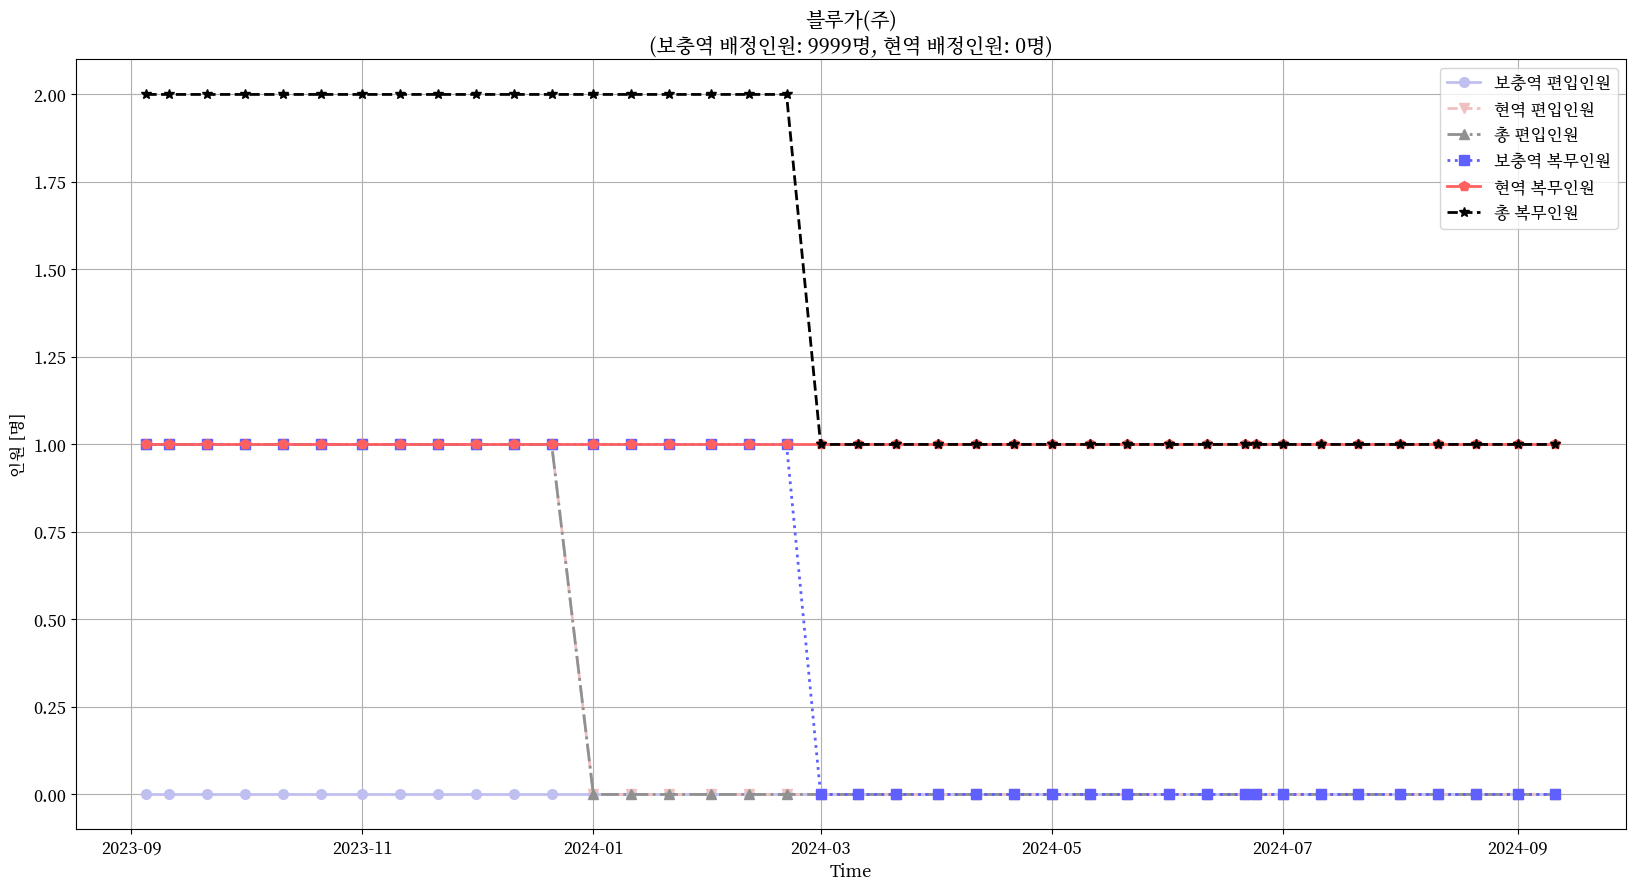 블루가(주)
(보충역 배정인원: 9999명, 현역 배정인원: 0명)
보충역 편입인원
현역 편입인원
총 편입인원
보충역 복무인원
현역 복무인원
총 복무인원
인원 [명]
2.00
1.75
1.50
1.25
1.00
0.75
0.50
0.25
0.00
2023-09
2023-11
2024-01
2024-03
2024-05
2024-07
2024-09
Time